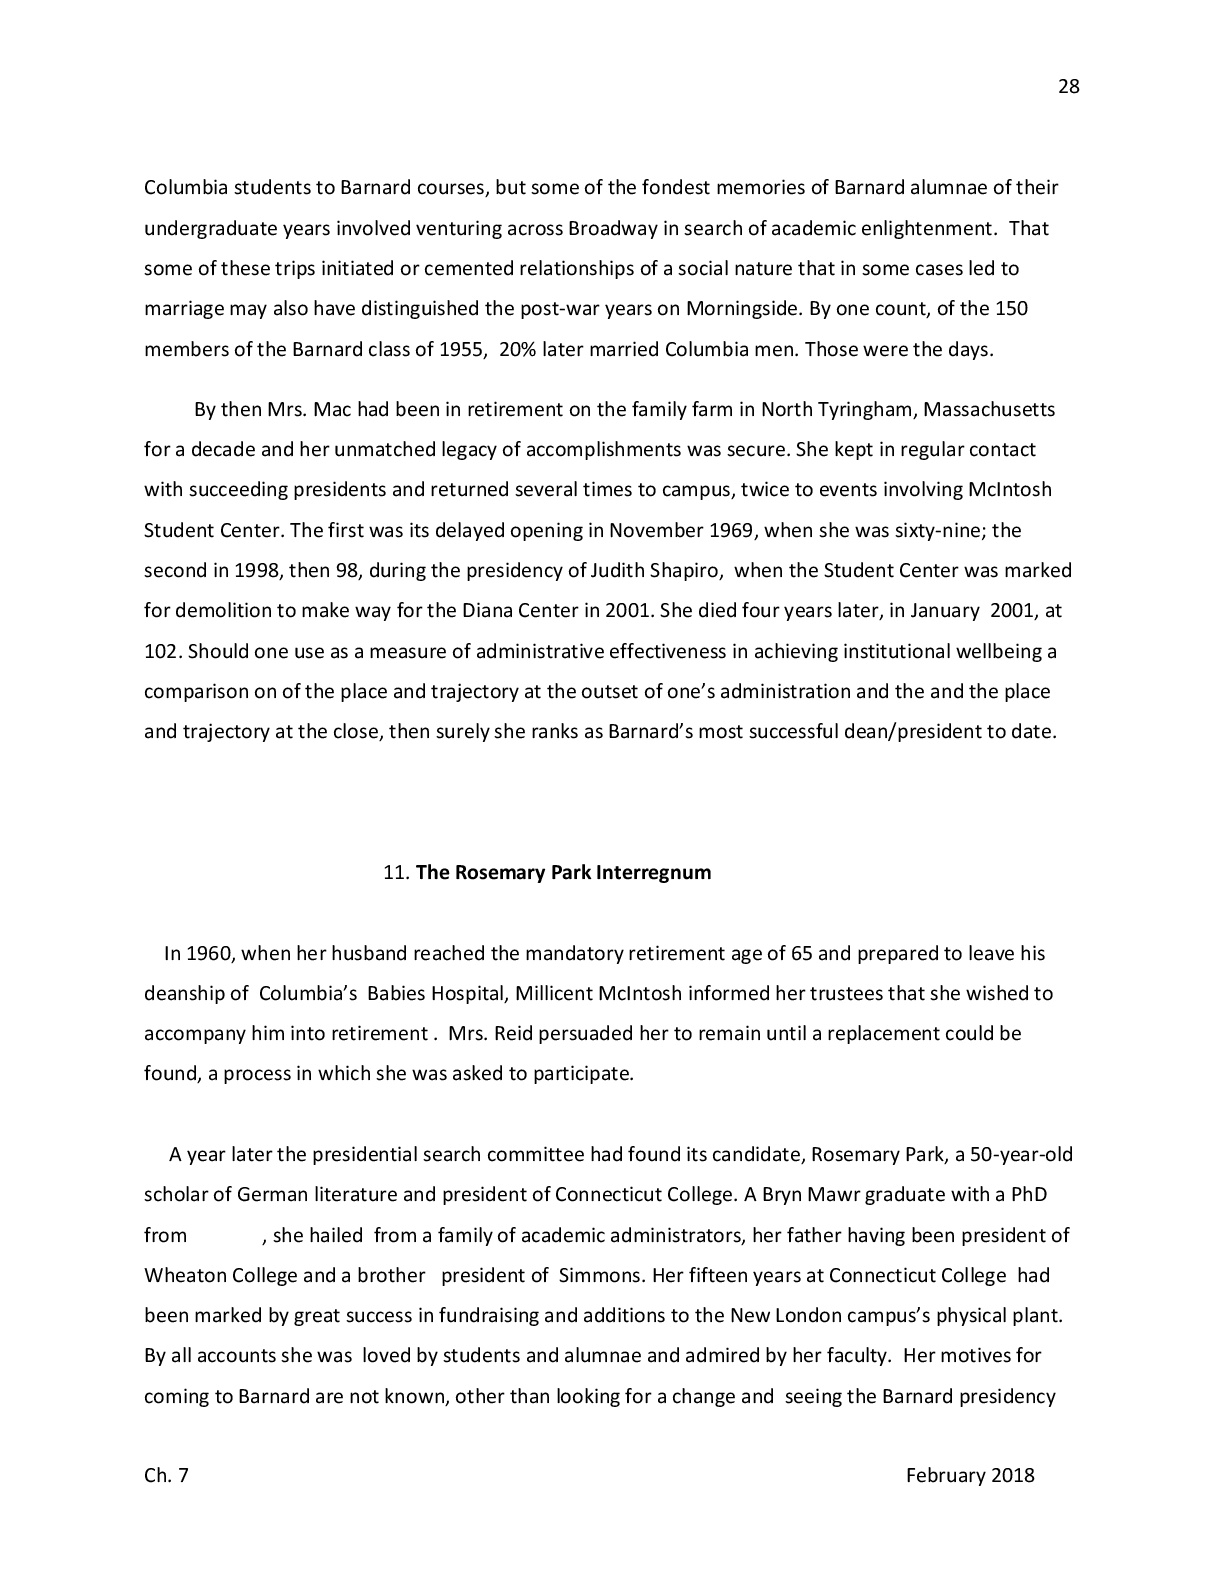 28
Columbia students to Barnard courses, but some of the fondest memories of Barnard alumnae of their
undergraduate years involved venturing across Broadway in search of academic enlightenment.  That
some of these trips initiated or cemented relationships of a social nature that in some cases led to
marriage may also have distinguished the post-war years on Morningside. By one count, of the 150
members of the Barnard class of 1955,  20% later married Columbia men. Those were the days.
By then Mrs. Mac had been in retirement on the family farm in North Tyringham, Massachusetts
for a decade and her unmatched legacy of accomplishments was secure. She kept in regular contact
with succeeding presidents and returned several times to campus, twice to events involving McIntosh
Student Center. The first was its delayed opening in November 1969, when she was sixty-nine; the
second in 1998, then 98, during the presidency of Judith Shapiro,  when the Student Center was marked
for demolition to make way for the Diana Center in 2001. She died four years later, in January  2001, at
102. Should one use as a measure of administrative effectiveness in achieving institutional wellbeing a
comparison on of the place and trajectory at the outset of one’s administration and the and the place
and trajectory at the close, then surely she ranks as Barnard’s most successful dean/president to date.
11. The Rosemary Park Interregnum
In 1960, when her husband reached the mandatory retirement age of 65 and prepared to leave his
deanship of  Columbia’s  Babies Hospital, Millicent McIntosh informed her trustees that she wished to
accompany him into retirement .  Mrs. Reid persuaded her to remain until a replacement could be
found, a process in which she was asked to participate.
A year later the presidential search committee had found its candidate, Rosemary Park, a 50-year-old
scholar of German literature and president of Connecticut College. A Bryn Mawr graduate with a PhD
from             , she hailed  from a family of academic administrators, her father having been president of
Wheaton College and a brother   president of  Simmons. Her fifteen years at Connecticut College  had
been marked by great success in fundraising and additions to the New London campus’s physical plant.
By all accounts she was  loved by students and alumnae and admired by her faculty.  Her motives for
coming to Barnard are not known, other than looking for a change and  seeing the Barnard presidency
Ch. 7                    February 2018